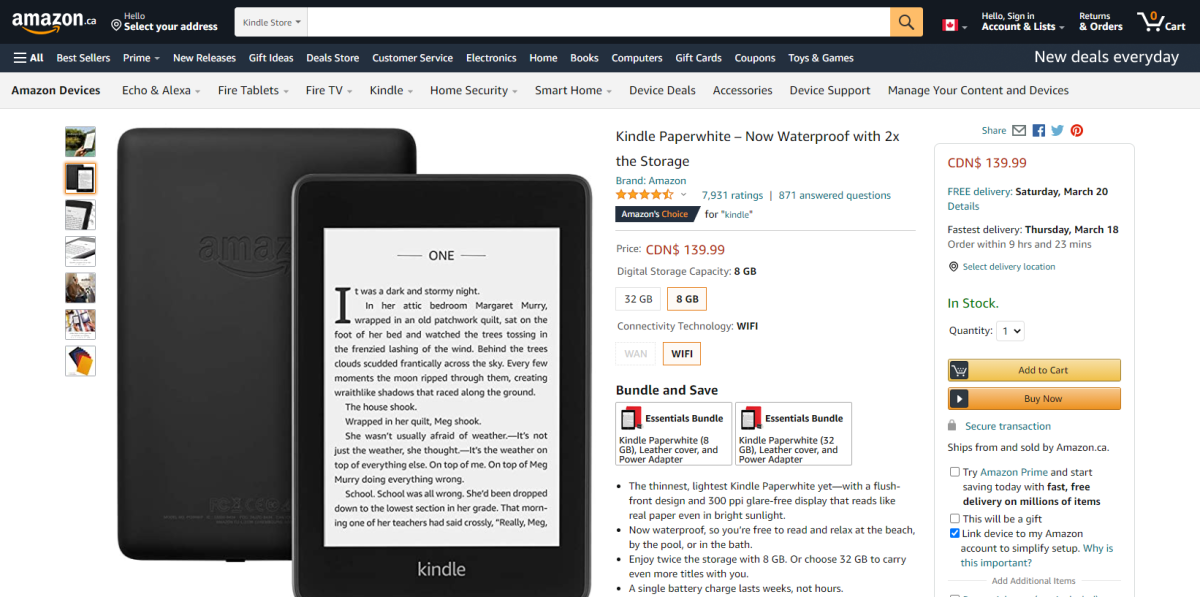 amazon.ca
Hello
Select your address
Kindle Store
Hello, Sign in
Account & Lists
Returns
& Orders
0
Cart
All
Best Sellers
Prime
New Releases
Gift Ideas
Deals Store
Customer Service
Electronics
Home
Books
Computers
Gift Cards
Coupons
Toys & Games
New deals everyday
Amazon Devices
Echo & Alexa
Fire Tablets
Fire TV
Kindle
Home Security
Smart Home
Device Deals
Accessories
Device Support
Manage Your Content and Devices
amaz
ONE
It was a dark and stormy night.
In her attic bedroom Margaret Murry,
wrapped in an old patchwork quilt, sat on the
foot of her bed and watched the trees tossing in
the frenzied lashing of the wind. Behind the trees
clouds scudded frantically across the sky. Every few
moments the moon ripped through them, creating
wraithlike shadows that raced along the ground.
The house shook.
Wrapped in her quilt, Meg shook.
She wasn't usually afraid of weather.—It's not
just the weather, she thought.—It's the weather on
top of everything else. On top of me. On top of Meg
Murry doing everything wrong.
School. School was all wrong. She'd been dropped
down to the lowest section in her grade. That morn-
ing one of her teachers had said crossly, "Really, Meg,
kindle
Kindle Paperwhite – Now Waterproof with 2x
the Storage
Brand: Amazon
7,931 ratings | 871 answered questions
Amazon's Choice for "kindle"
Price: CDN$ 139.99
Digital Storage Capacity: 8 GB
32 GB
8 GB
Connectivity Technology: WIFI
WAN
WIFI
Bundle and Save
Essentials Bundle
Kindle Paperwhite (8
GB), Leather cover, and
Power Adapter
Essentials Bundle
Kindle Paperwhite (32
GB), Leather cover, and
Power Adapter
• The thinnest, lightest Kindle Paperwhite yet—with a flush-
front design and 300 ppi glare-free display that reads like
real paper even in bright sunlight.
• Now waterproof, so you're free to read and relax at the beach,
by the pool, or in the bath.
• Enjoy twice the storage with 8 GB. Or choose 32 GB to carry
even more titles with you.
• A single battery charge lasts weeks, not hours.
Share
CDN$ 139.99
FREE delivery: Saturday, March 20
Details
Fastest delivery: Thursday, March 18
Order within 9 hrs and 23 mins
Select delivery location
In Stock.
Quantity: 1
Add to Cart
Buy Now
Secure transaction
Ships from and sold by Amazon.ca.
Try Amazon Prime and start
saving today with fast, free
delivery on millions of items
This will be a gift
Link device to my Amazon
account to simplify setup. Why is
this important?
Add Additional Items